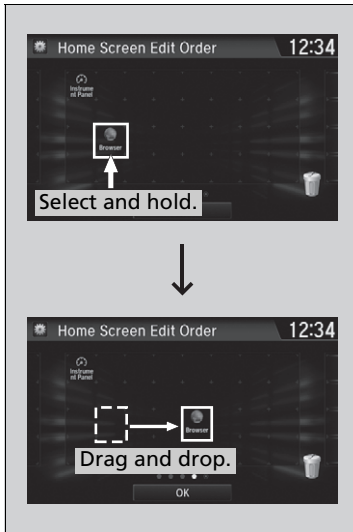 Home Screen Edit Order 12:34
Instrume
nt Panel
Browser
Select and hold.
Home Screen Edit Order 12:34
Instrume
nt Panel
Browser
Drag and drop.
OK